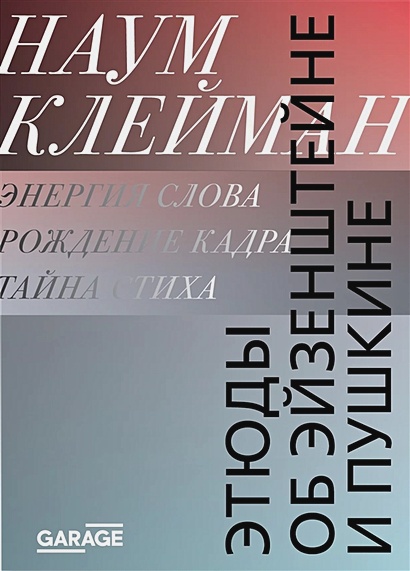 НАУМ
КЛЕЙМАН
ЭНЕРГИЯ СЛОВА
РОЖДЕНИЕ КАДРА
ТАЙНА СТИХА
ЭТЮДЫ
ОБ ЭЙЗЕНШТЕЙНЕ
И ПУШКИНЕ
GARAGE